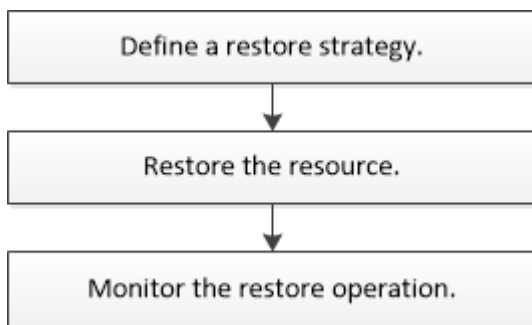 Define a restore strategy.
Restore the resource.
Monitor the restore operation.